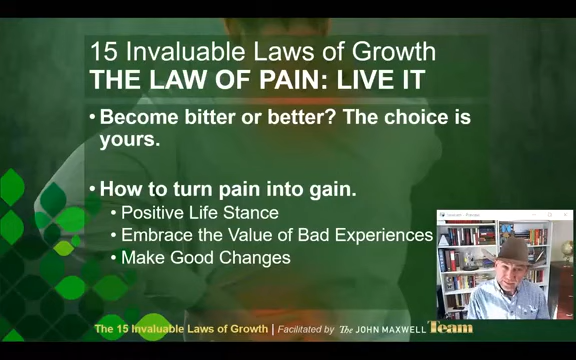 15 Invaluable Laws of Growth
THE LAW OF PAIN: LIVE IT
• Become bitter or better? The choice is
yours.
• How to turn pain into gain.
• Positive Life Stance
• Embrace the Value of Bad Experiences
• Make Good Changes
The 15 Invaluable Laws of Growth | Facilitated by The JOHN MAXWELL Team